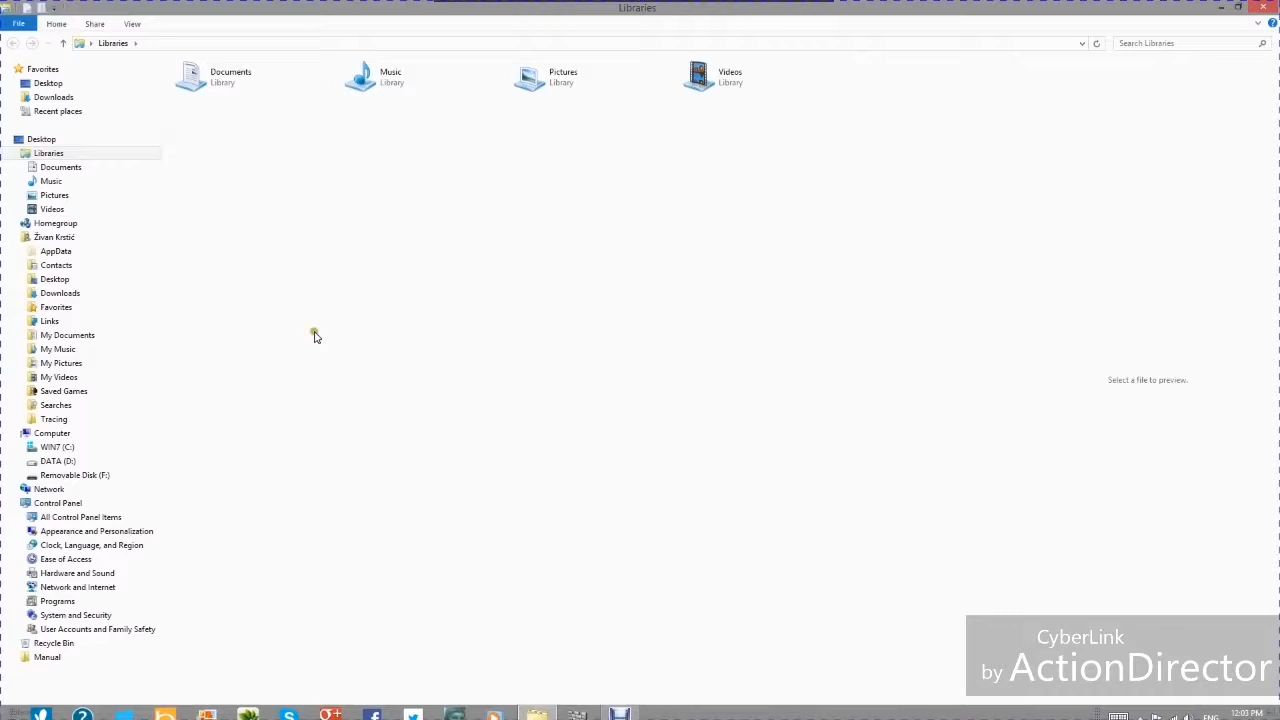 Libraries
File Home Share View
Libraries
Search Libraries
Favorites
Desktop
Downloads
Recent places
Desktop
Libraries
Documents
Music
Pictures
Videos
Homegroup
Živan Krstić
AppData
Contacts
Desktop
Downloads
Favorites
Links
My Documents
My Music
My Pictures
My Videos
Saved Games
Searches
Tracing
Computer
WIN7 (C:)
DATA (D:)
Removable Disk (F:)
Network
Control Panel
All Control Panel Items
Appearance and Personalization
Clock, Language, and Region
Ease of Access
Hardware and Sound
Network and Internet
Programs
System and Security
User Accounts and Family Safety
Recycle Bin
Manual
Documents
Library
Music
Library
Pictures
Library
Videos
Library
Select a file to preview.
CyberLink
by ActionDirector
ENG
12:03 PM